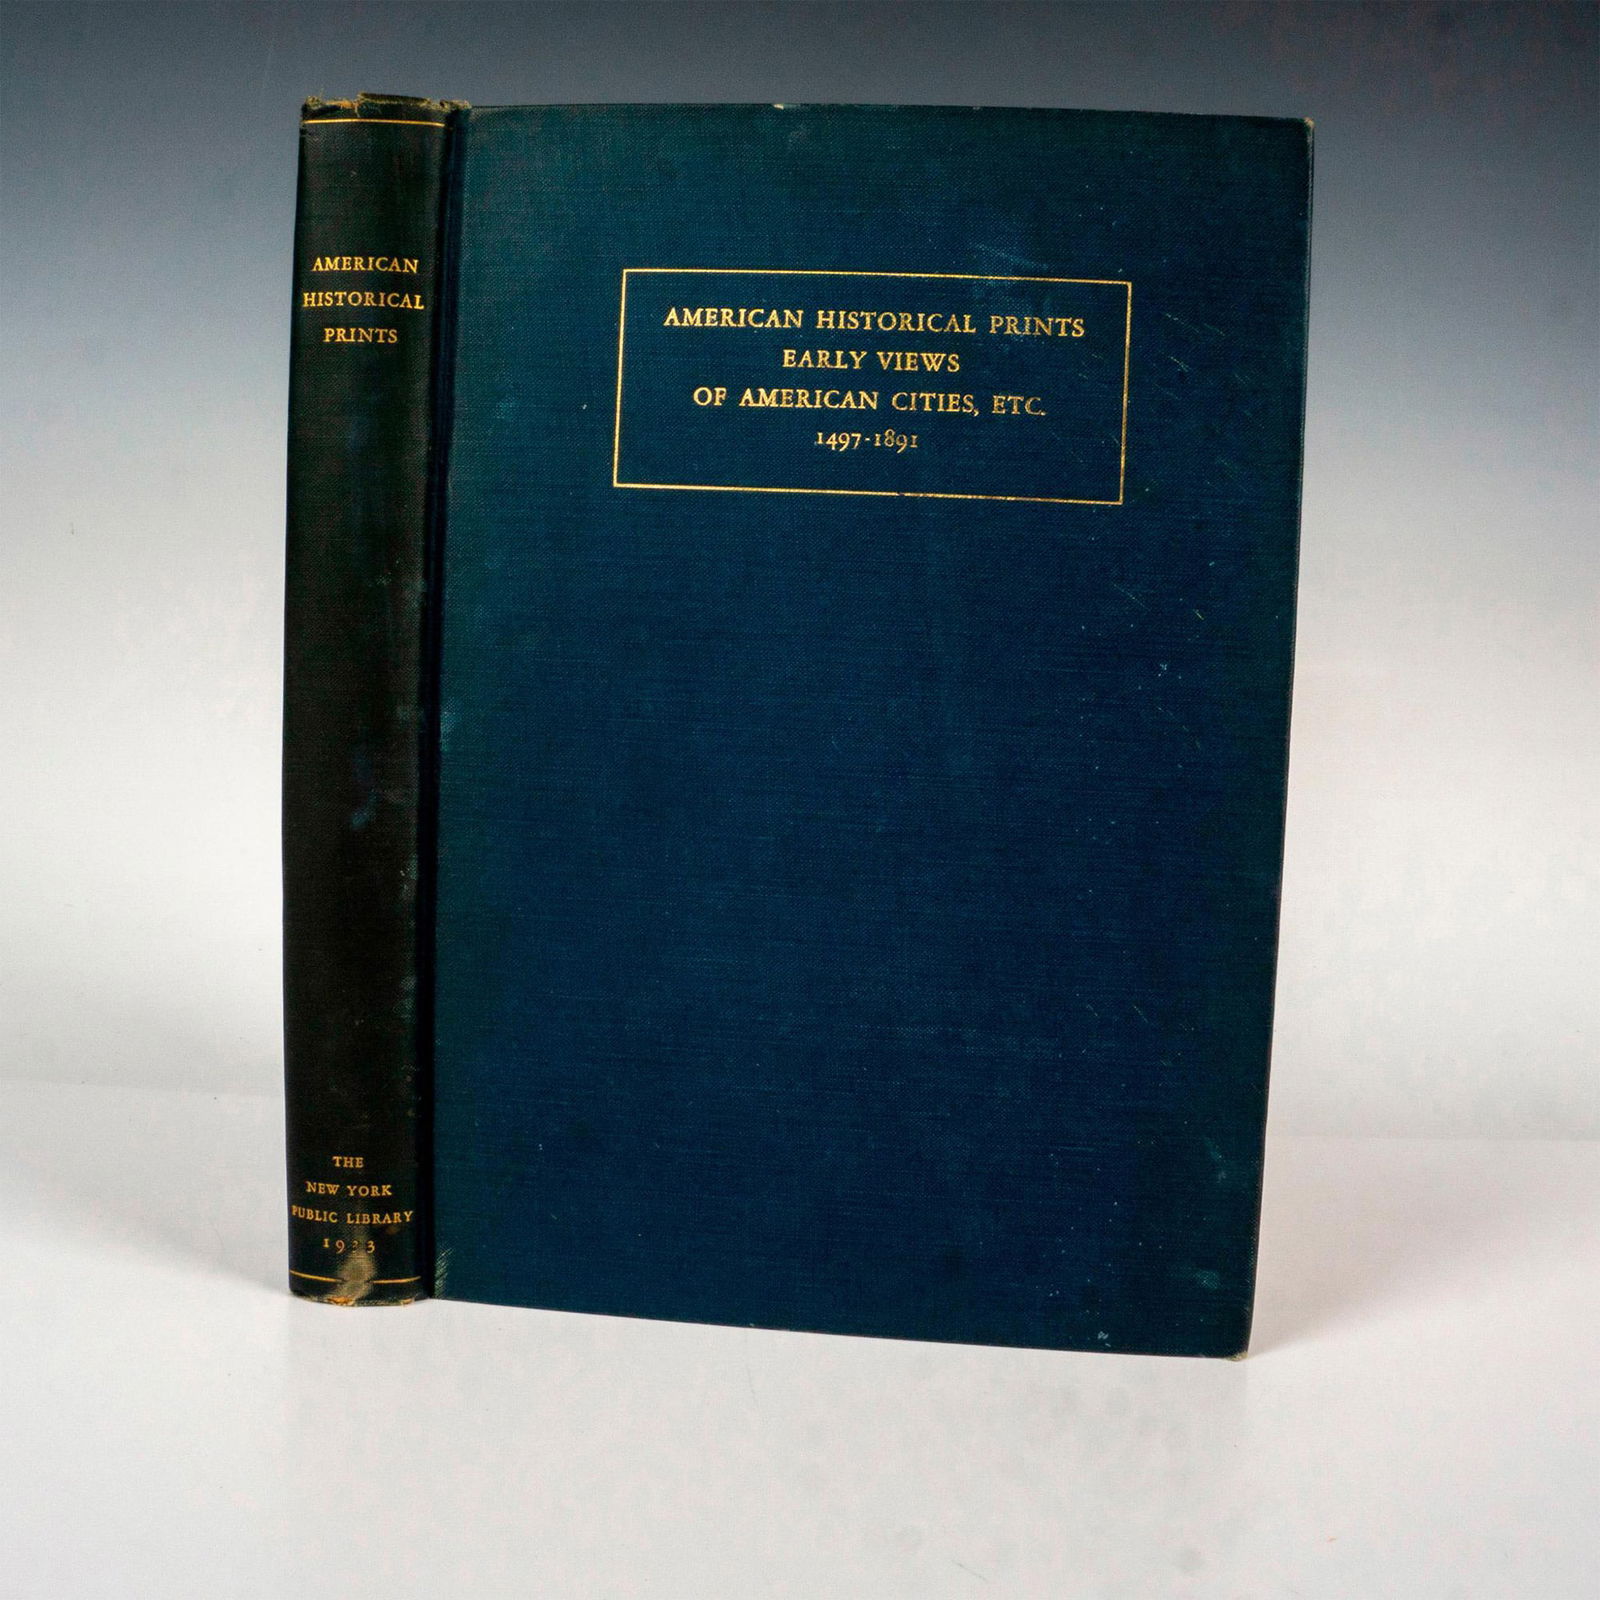 AMERICAN
HISTORICAL
PRINTS
THE
NEW YORK
PUBLIC LIBRARY
AMERICAN HISTORICAL PRINTS
EARLY VIEWS
OF AMERICAN CITIES, ETC.
1497-1891